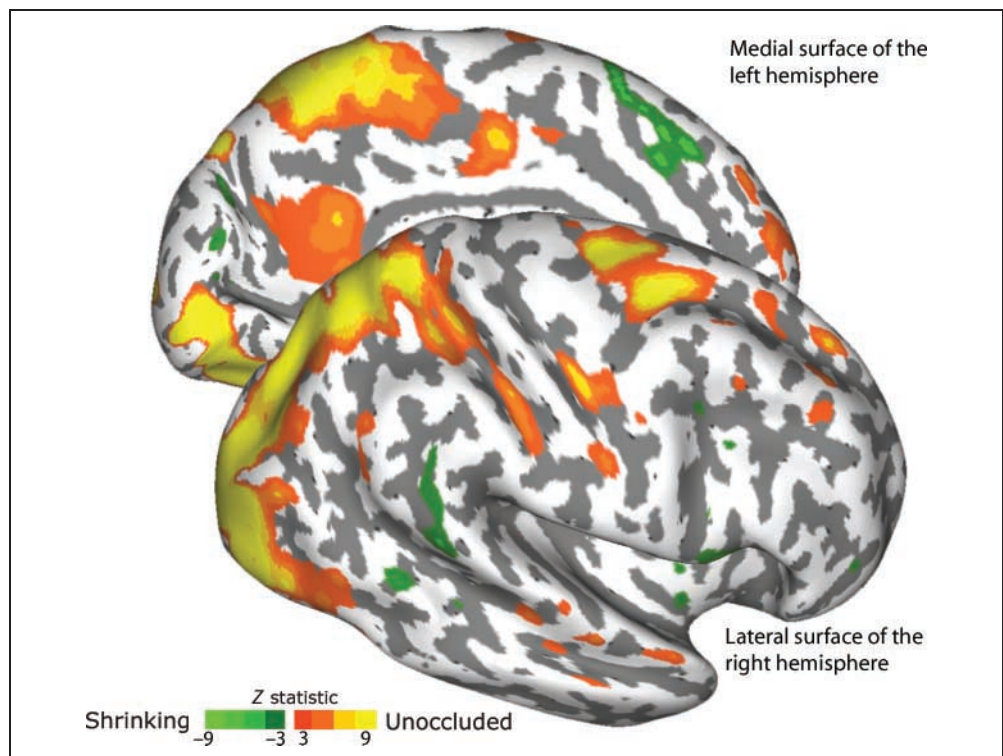 Medial surface of the
left hemisphere
Lateral surface of the
right hemisphere
Z statistic
Shrinking Unoccluded
–9 –3 3 9